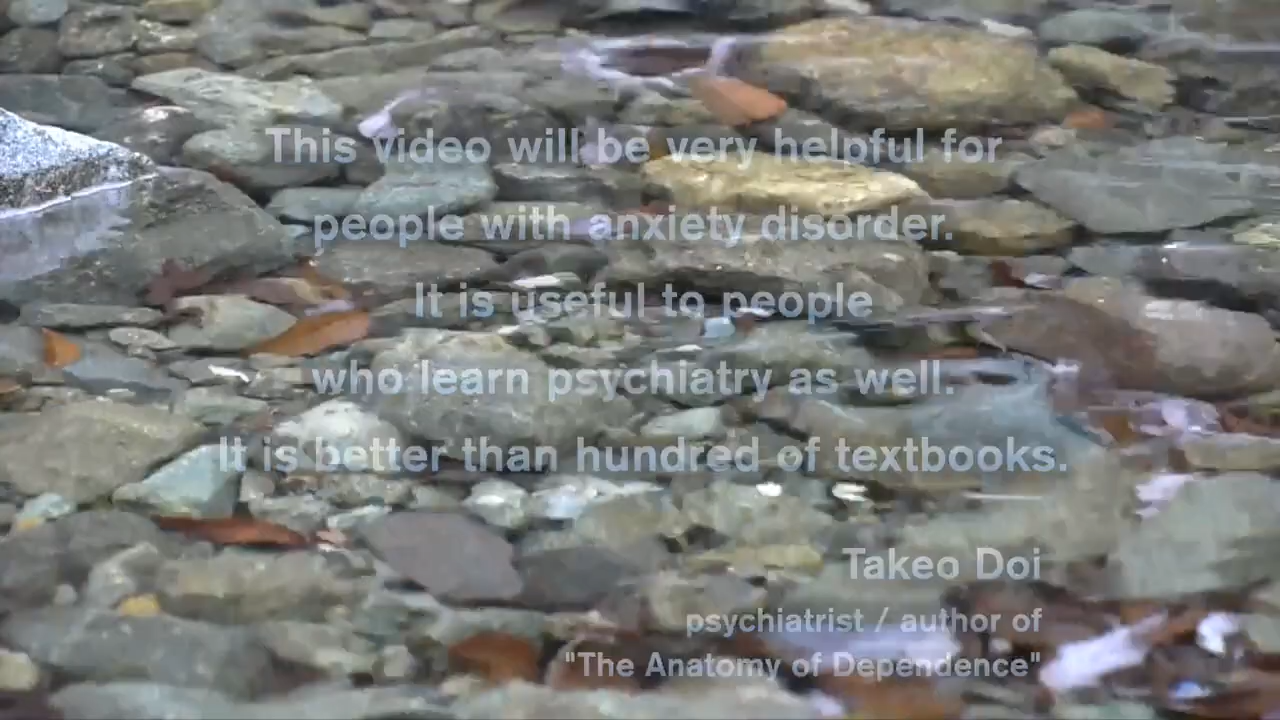 This video will be very helpful for
people with anxiety disorder.
It is useful to people
who learn psychiatry as well.
It is better than hundred of textbooks.
Takeo Doi
psychiatrist / author of
"The Anatomy of Dependence"